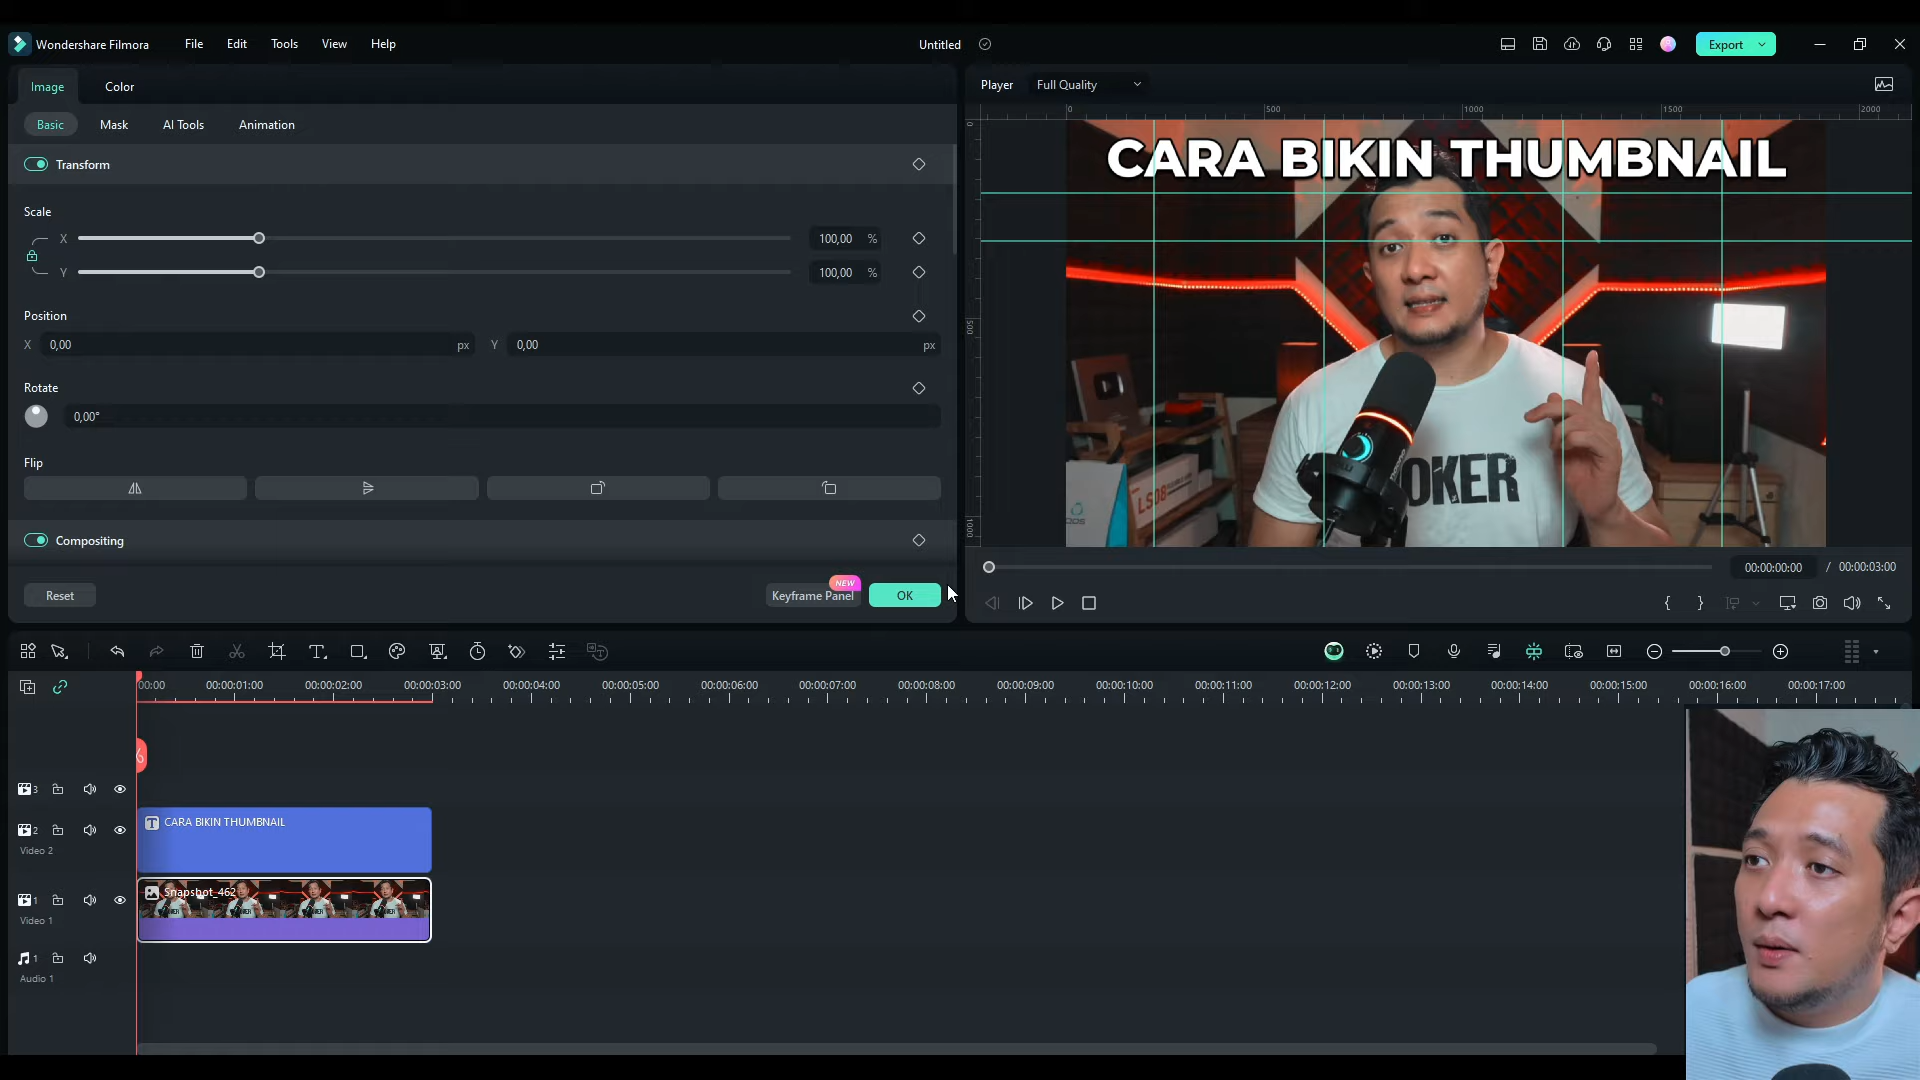 Wondershare Filmora
File
Edit
Tools
View
Help
Untitled
Export
Image
Color
Player
Full Quality
Basic
Mask
AI Tools
Animation
Transform
Scale
X
100,00
%
Y
100,00
%
Position
X
0,00
px
Y
0,00
px
Rotate
0,00°
Flip
Compositing
Reset
Keyframe Panel
NEW
OK
0
500
1000
1500
2000
0
500
1000
CARA BIKIN THUMBNAIL
LS08
OKER
00:00:00:00
/
00:00:03:00
00:00
00:00:01:00
00:00:02:00
00:00:03:00
00:00:04:00
00:00:05:00
00:00:06:00
00:00:07:00
00:00:08:00
00:00:09:00
00:00:10:00
00:00:11:00
00:00:12:00
00:00:13:00
00:00:14:00
00:00:15:00
00:00:16:00
00:00:17:00
3
2
Video 2
CARA BIKIN THUMBNAIL
1
Video 1
Snapshot_462
1
Audio 1